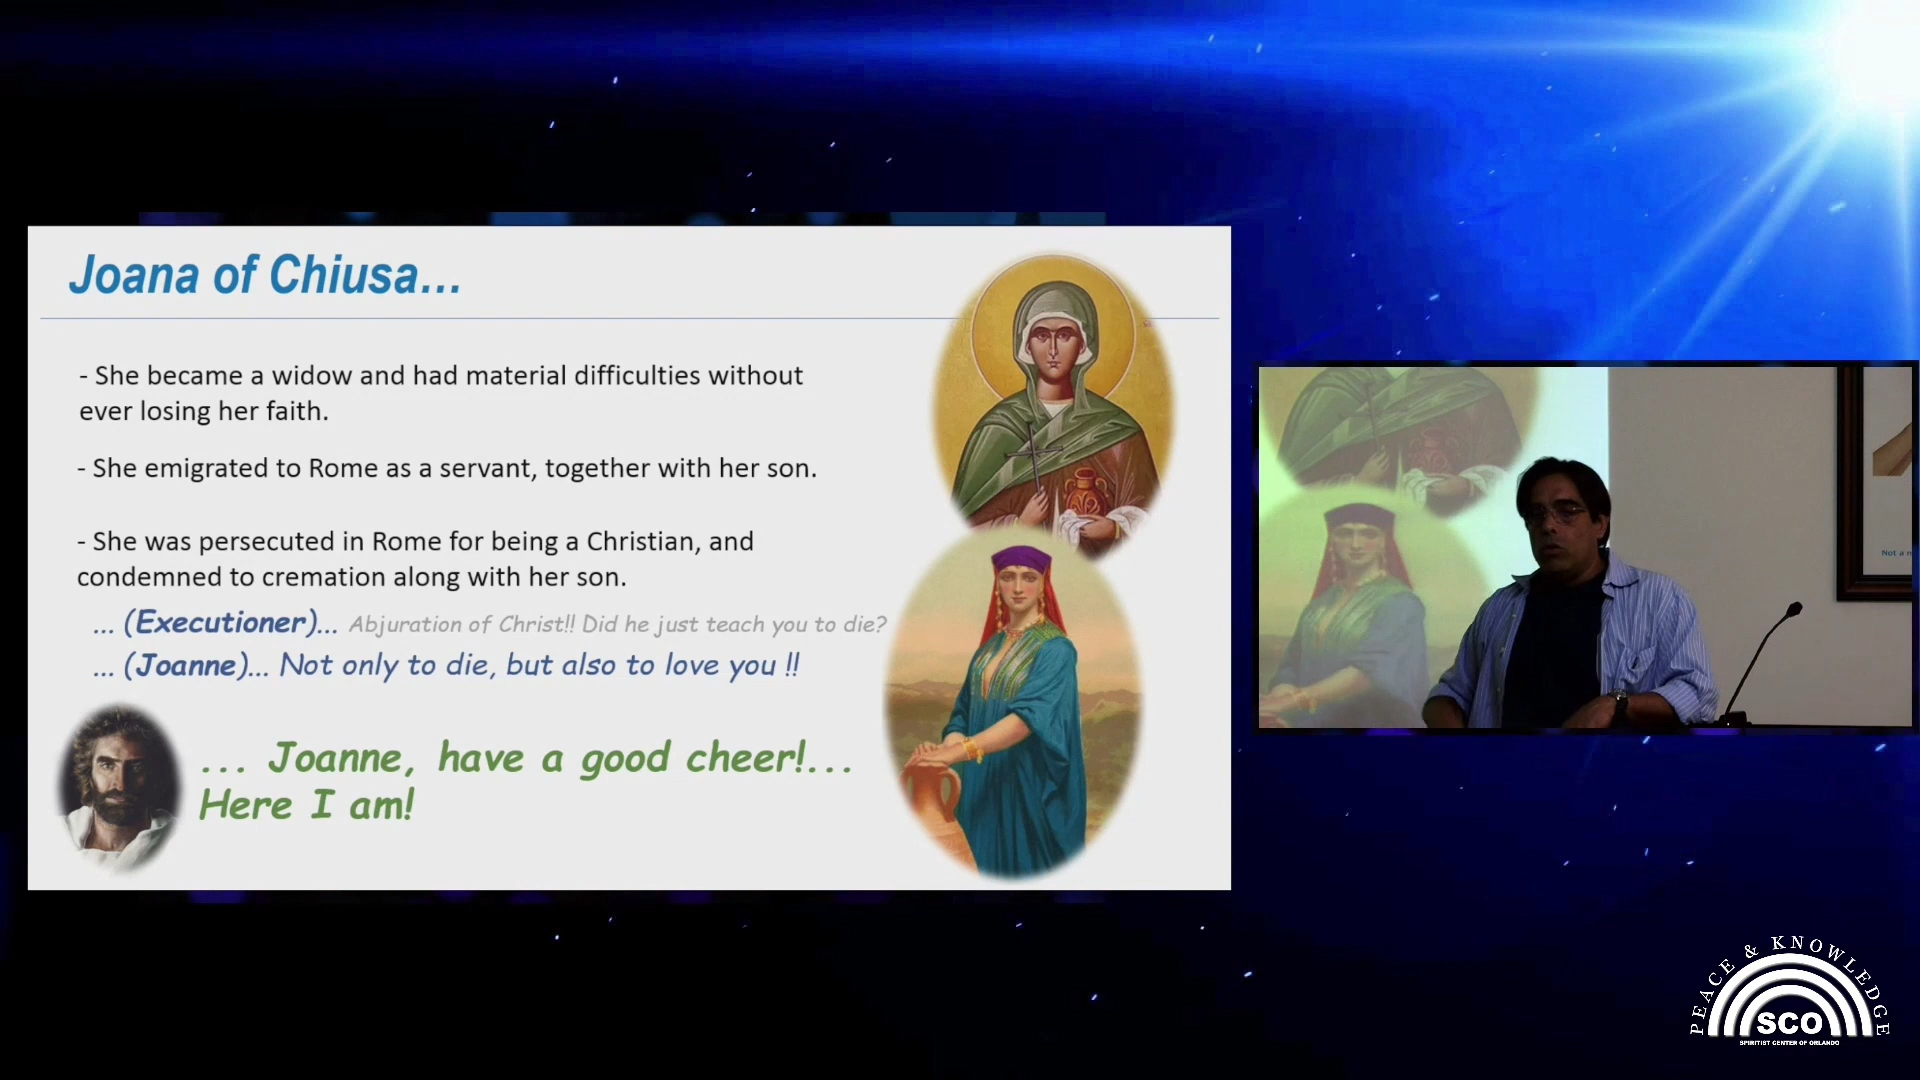 Joana of Chiusa...
- She became a widow and had material difficulties without
ever losing her faith.
- She emigrated to Rome as a servant, together with her son.
- She was persecuted in Rome for being a Christian, and
condemned to cremation along with her son.
... (Executioner)... Abjuration of Christ!! Did he just teach you to die?
... (Joanne)... Not only to die, but also to love you !!
... Joanne, have a good cheer!...
Here I am!
Not a
PEACE & KNOWLEDGE
SCO
SPIRITIST CENTER OF ORLANDO